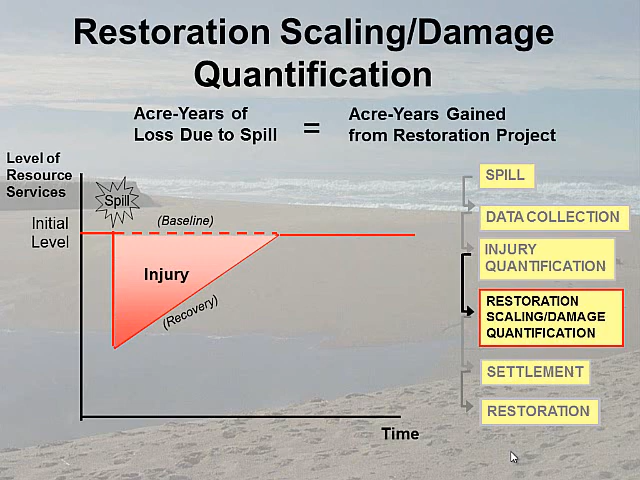 Restoration Scaling/Damage
Quantification
Acre-Years of
Loss Due to Spill
=
Acre-Years Gained
from Restoration Project
Level of
Resource
Services
Spill
(Baseline)
Initial
Level
Injury
(Recovery)
Time
SPILL
DATA COLLECTION
INJURY
QUANTIFICATION
RESTORATION
SCALING/DAMAGE
QUANTIFICATION
SETTLEMENT
RESTORATION